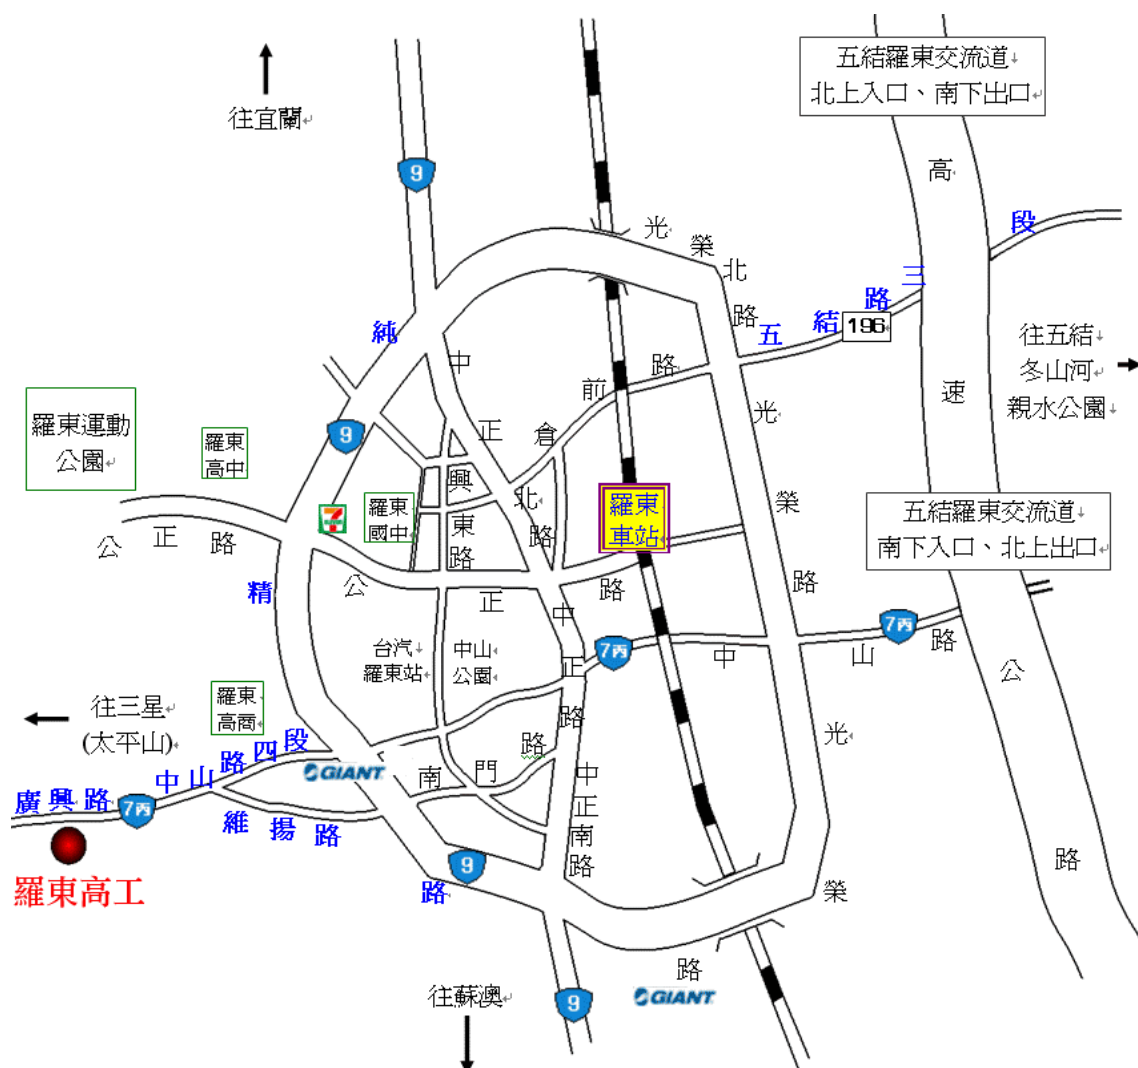 往宜蘭
五結羅東交流道
北上入口、南下出口
9
高速公路
光榮北路
五結路三段
196
純精路
中正北路
倉前路
往五結
冬山河
親水公園
羅東運動
公園
羅東
高中
9
羅東
國中
興東路
羅東
車站
光榮路
五結羅東交流道
南下入口、北上出口
公正路
公正路
7丙
7丙
中山路
台汽
羅東站
中山
公園
中正路
往三星
(太平山)
羅東
高商
中山路四段
GIANT
南門路
中正南路
廣興路
7丙
維揚路
羅東高工
9
光榮路
往蘇澳
9
GIANT